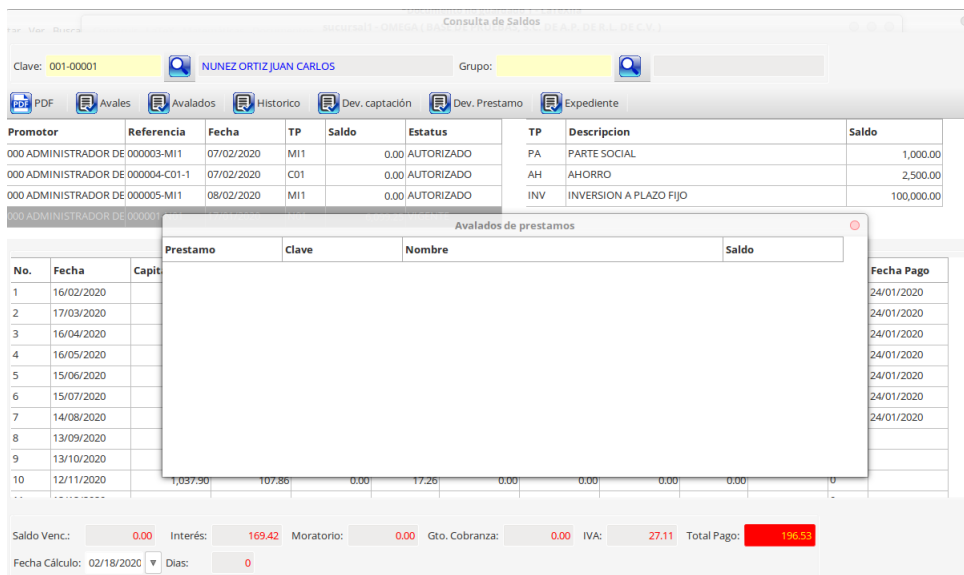 Consulta de Saldos
Clave: 001-00001 NUNEZ ORTIZ JUAN CARLOS Grupo:
PDF Avales Avalados Historico Dev. captación Dev. Prestamo Expediente
Promotor Referencia Fecha TP Saldo Estatus TP Descripcion Saldo
000 ADMINISTRADOR DE 000003-MI1 07/02/2020 MI1 0.00 AUTORIZADO PA PARTE SOCIAL 1,000.00
000 ADMINISTRADOR DE 000004-C01-1 07/02/2020 C01 0.00 AUTORIZADO AH AHORRO 2,500.00
000 ADMINISTRADOR DE 000005-MI1 08/02/2020 MI1 0.00 AUTORIZADO INV INVERSION A PLAZO FIJO 100,000.00
000 ADMINISTRADOR DE 000001
Avalados de prestamos
Prestamo Clave Nombre Saldo
No. Fecha Capit Fecha Pago
1 16/02/2020 24/01/2020
2 17/03/2020 24/01/2020
3 16/04/2020 24/01/2020
4 16/05/2020 24/01/2020
5 15/06/2020 24/01/2020
6 15/07/2020 24/01/2020
7 14/08/2020 24/01/2020
8 13/09/2020
9 13/10/2020
10 12/11/2020 1,037.90 107.86 0.00 17.26 0.00 0.00 0.00 0.00 0
Saldo Venc.: 0.00 Interés: 169.42 Moratorio: 0.00 Gto. Cobranza: 0.00 IVA: 27.11 Total Pago: 196.53
Fecha Cálculo: 02/18/2020 Dias: 0